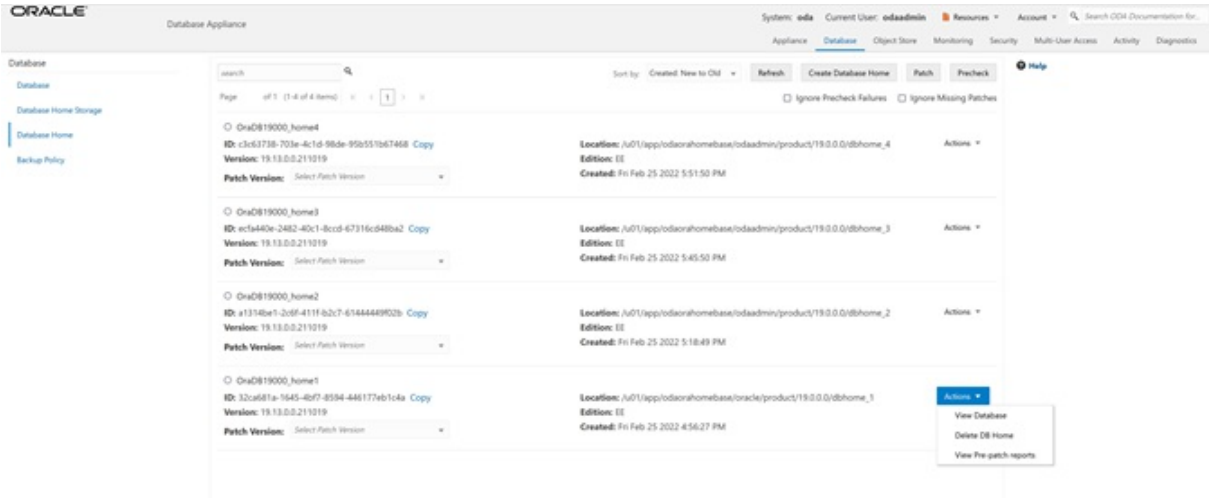 ORACLE
Database Appliance
System: oda Current User: odaadmin Resources Account Search ODA Documentation for...
Appliance Database Object Store Monitoring Security Multi-User Access Activity Diagnostics
Database
Database
Database Home Storage
Database Home
Backup Policy
search
Sort by: Created: New to Old Refresh Create Database Home Patch Precheck
Help
Page of 1 (1-4 of 4 items) 1
Ignore Precheck Failures Ignore Missing Patches
OraDB19000_home4
ID: c3c63738-703e-4c1d-98de-95b551b67468 Copy
Location: /u01/app/odaorahomebase/odaadmin/product/19.0.0.0/dbhome_4
Actions
Version: 19.13.0.0.211019
Edition: EE
Patch Version: Select Patch Version
Created: Fri Feb 25 2022 5:51:50 PM
OraDB19000_home3
ID: ecfa440e-2482-40c1-8ccd-67316cd48ba2 Copy
Location: /u01/app/odaorahomebase/odaadmin/product/19.0.0.0/dbhome_3
Actions
Version: 19.13.0.0.211019
Edition: EE
Patch Version: Select Patch Version
Created: Fri Feb 25 2022 5:45:50 PM
OraDB19000_home2
ID: a1314be1-2c6f-411f-b2c7-61444449f02b Copy
Location: /u01/app/odaorahomebase/odaadmin/product/19.0.0.0/dbhome_2
Actions
Version: 19.13.0.0.211019
Edition: EE
Patch Version: Select Patch Version
Created: Fri Feb 25 2022 5:18:49 PM
OraDB19000_home1
ID: 32ca681a-1645-4bf7-8594-446177eb1c4a Copy
Location: /u01/app/odaorahomebase/oracle/product/19.0.0.0/dbhome_1
Actions
Version: 19.13.0.0.211019
Edition: EE
Patch Version: Select Patch Version
Created: Fri Feb 25 2022 4:56:27 PM
View Database
Delete DB Home
View Pre-patch reports